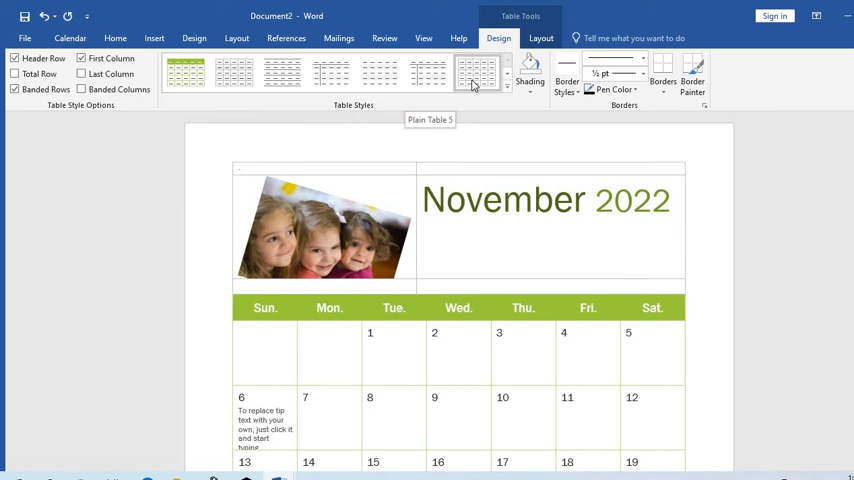 Document2 - Word
Table Tools
Sign in
File
Calendar
Home
Insert
Design
Layout
References
Mailings
Review
View
Help
Design
Layout
Tell me what you want to do
Header Row
First Column
Total Row
Last Column
Banded Rows
Banded Columns
Table Style Options
Table Styles
Shading
Border
Styles
½ pt
Pen Color
Borders
Border
Painter
Borders
Plain Table 5
November 2022
Sun. Mon. Tue. Wed. Thu. Fri. Sat.
1 2 3 4 5
6 7 8 9 10 11 12
To replace tip
text with your
own, just click it
and start
typing
13 14 15 16 17 18 19